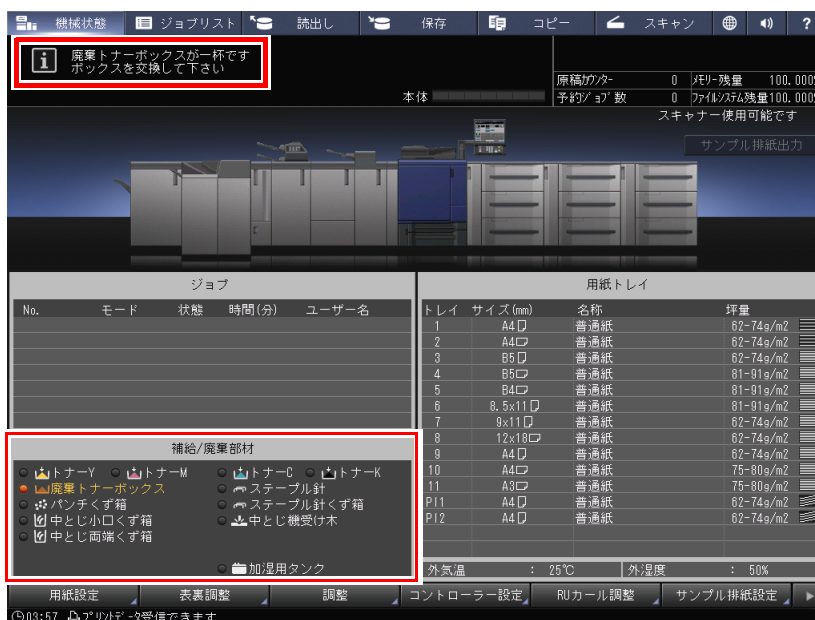 機械状態 ジョブリスト 読出し 保存 コピー スキャン ?
廃棄トナーボックスが一杯です
ボックスを交換して下さい
本体
原稿カウンター 0 メモリー残量 100.000%
予約ジョブ数 0 ファイルシステム残量100.000%
スキャナー使用可能です
サンプル排紙出力
ジョブ
No. モード 状態 時間(分) ユーザー名
用紙トレイ
トレイ サイズ(mm) 名称 坪量
1 A4 普通紙 62-74g/m2
2 A4 普通紙 62-74g/m2
3 B5 普通紙 62-74g/m2
4 B5 普通紙 81-91g/m2
5 B4 普通紙 81-91g/m2
6 8.5x11 普通紙 81-91g/m2
7 9x11 普通紙 62-74g/m2
8 12x18 普通紙 62-74g/m2
9 A4 普通紙 62-74g/m2
10 A4 普通紙 75-80g/m2
11 A3 普通紙 75-80g/m2
PI1 A4 普通紙 62-74g/m2
PI2 A4 普通紙 62-74g/m2
外気温 : 25℃ 外湿度 : 50%
補給/廃棄部材
トナーY トナーM トナーC トナーK
廃棄トナーボックス ステープル針
パンチくず箱 ステープル針くず箱
中とじ小口くず箱 中とじ機受け木
中とじ両端くず箱
加湿用タンク
用紙設定 表裏調整 調整 コントローラー設定 RUカール調整 サンプル排紙設定
03:57 プリントデータ受信できます